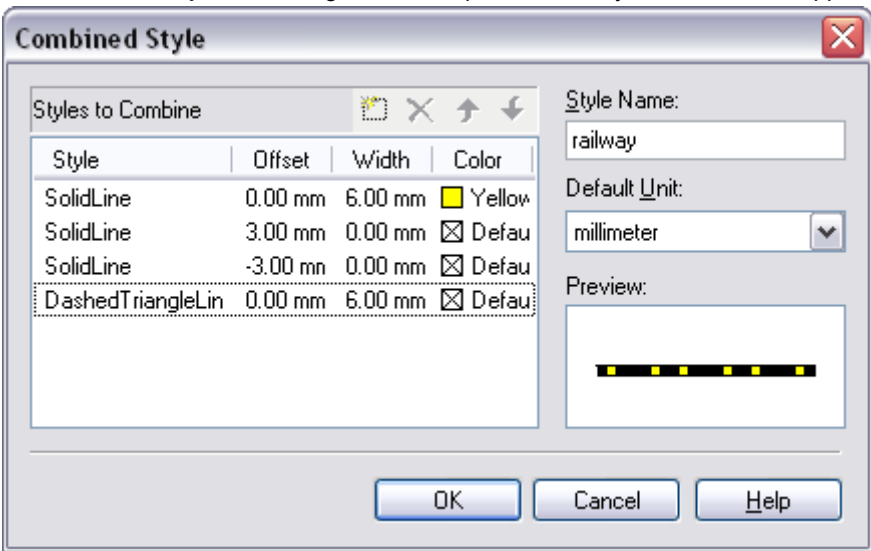 Combined Style
Styles to Combine
Style Offset Width Color
SolidLine 0.00 mm 6.00 mm Yellow
SolidLine 3.00 mm 0.00 mm Defau
SolidLine -3.00 mn 0.00 mm Defau
DashedTriangleLin 0.00 mm 6.00 mm Defau
Style Name:
railway
Default Unit:
millimeter
Preview:
OK Cancel Help